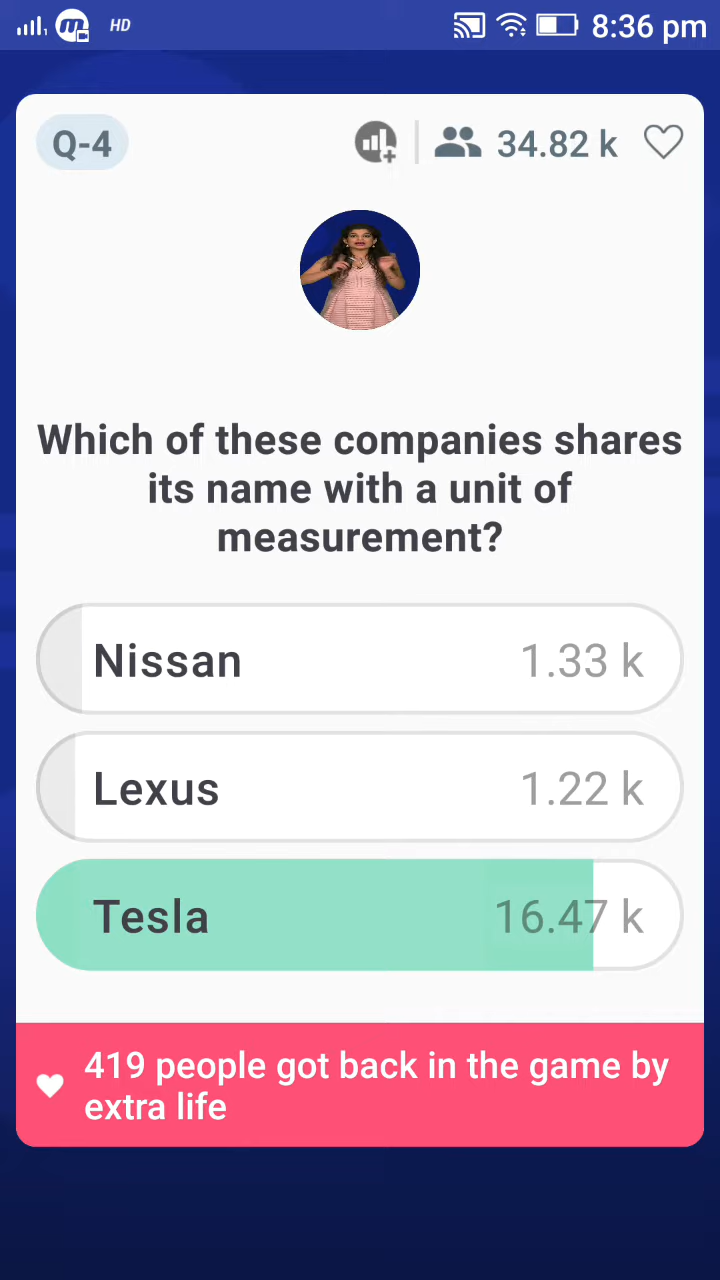 HD 8:36 pm
Q-4 34.82 k
Which of these companies shares
its name with a unit of
measurement?
Nissan 1.33 k
Lexus 1.22 k
Tesla 16.47 k
419 people got back in the game by
extra life